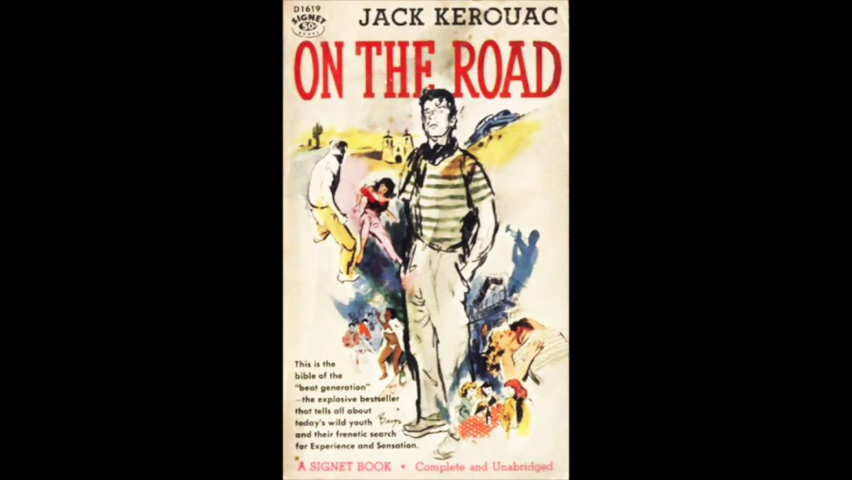 D1619
SIGNET
50¢
BOOKS
JACK KEROUAC
ON THE ROAD
This is the
bible of the
"beat generation"
—the explosive bestseller
that tells all about
today's wild youth
and their frenetic search
for Experience and Sensation.
A SIGNET BOOK • Complete and Unabridged